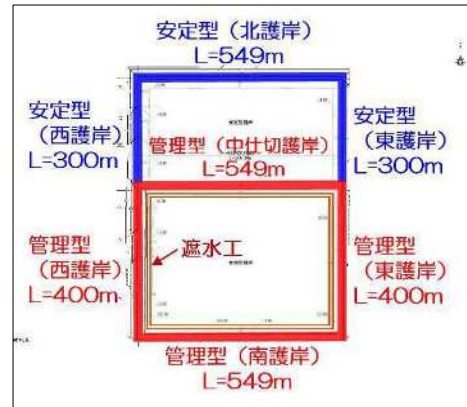 安定型（北護岸）
L=549m
安定型
（西護岸）
L=300m
安定型
（東護岸）
L=300m
管理型（中仕切護岸）
L=549m
管理型
（西護岸）
L=400m
遮水工
管理型
（東護岸）
L=400m
管理型（南護岸）
L=549m